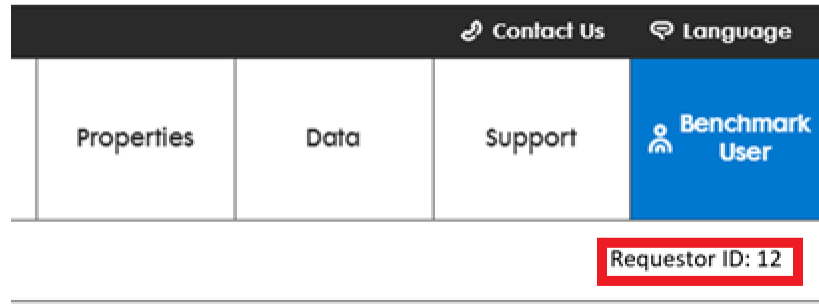 Contact Us Language
Properties Data Support Benchmark
User
Requestor ID: 12